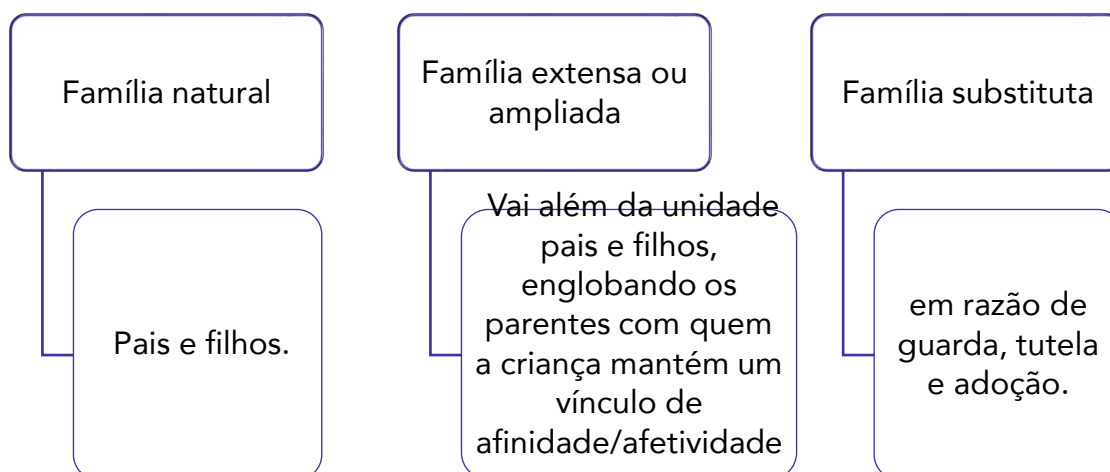 Família natural
Pais e filhos.
Família extensa ou
ampliada
Vai além da unidade
pais e filhos,
englobando os
parentes com quem
a criança mantém um
vínculo de
afinidade/afetividade
Família substituta
em razão de
guarda, tutela
e adoção.